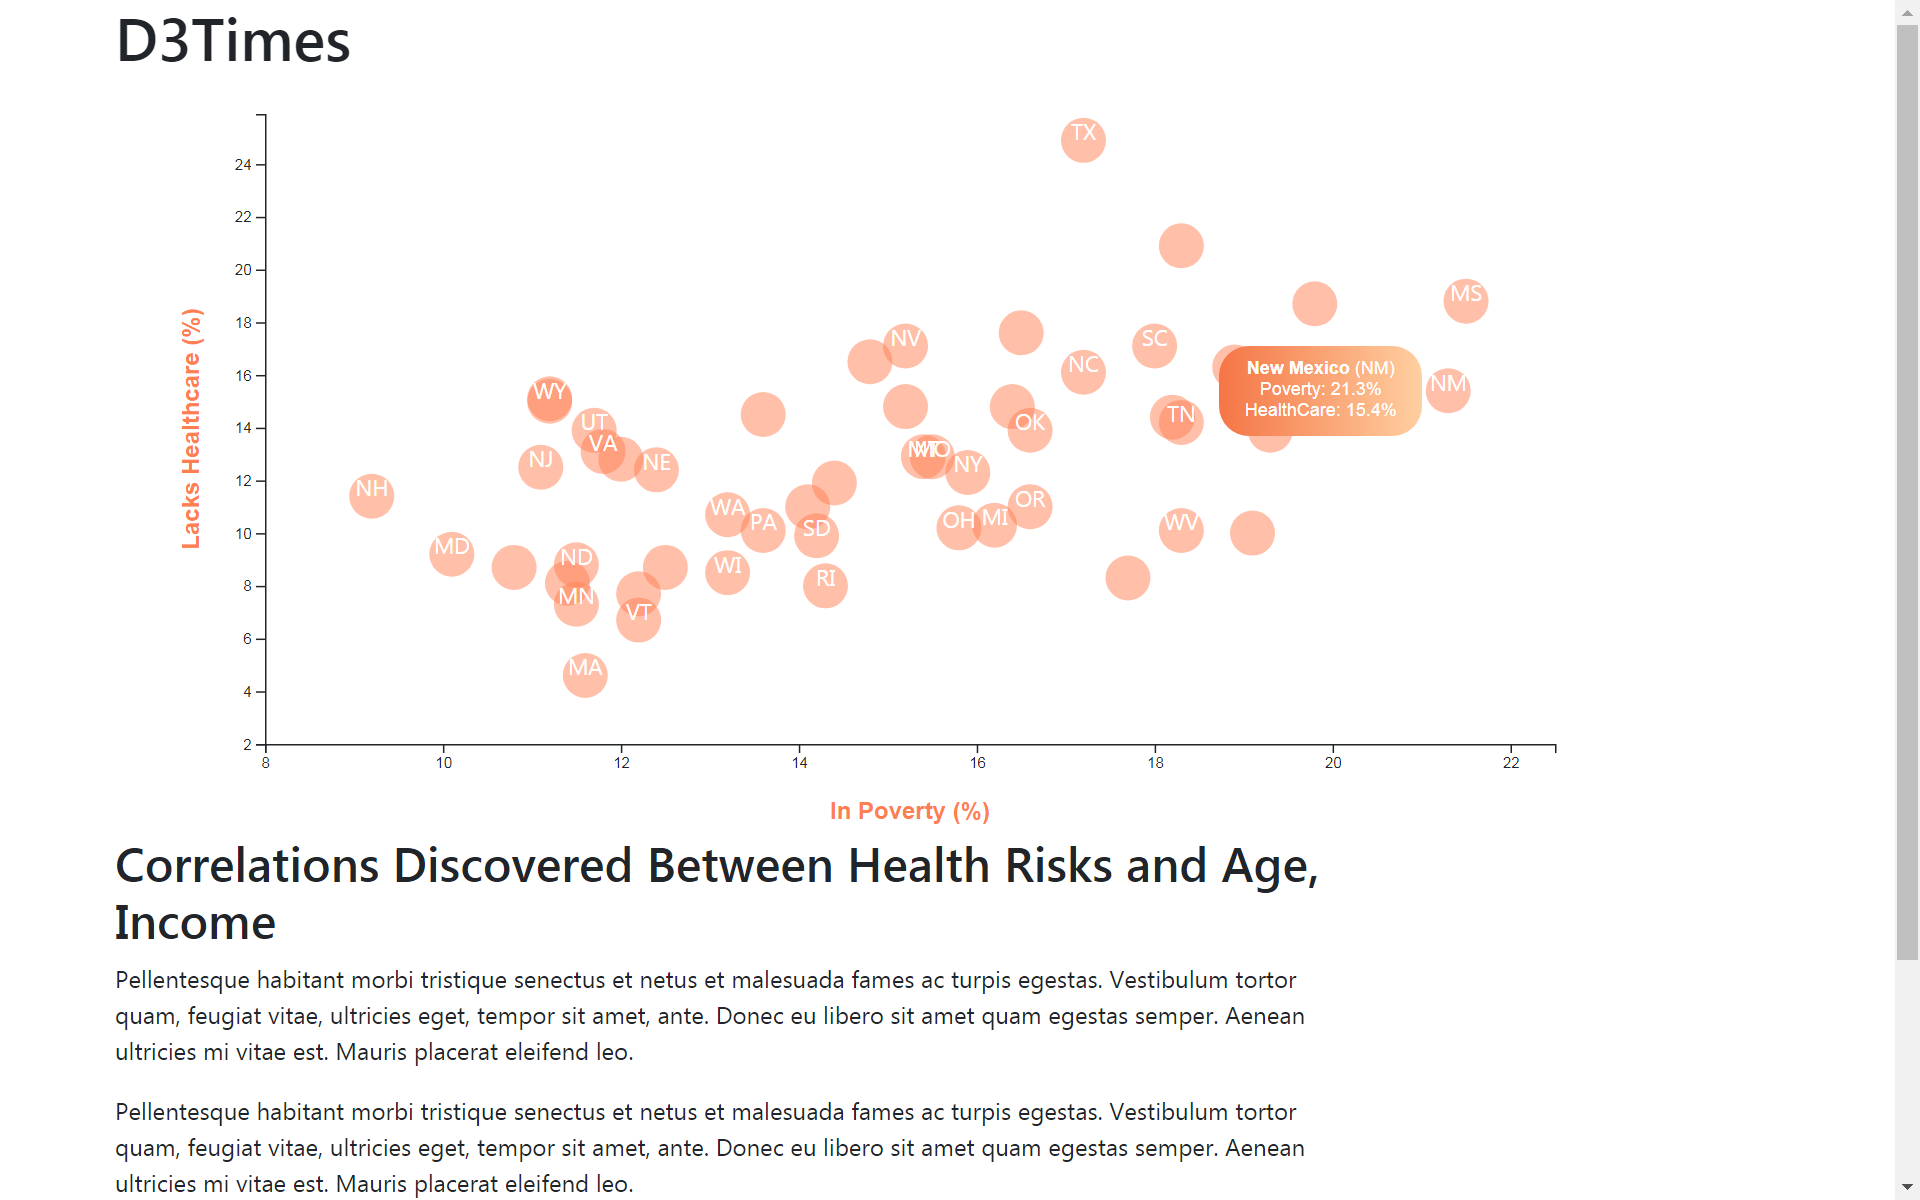 D3Times
TX
24
22
20
MS
18
NV
SC
NC
New Mexico (NM)
Poverty: 21.3%
HealthCare: 15.4%
16
NM
WY
TN
UT
OK
14
VA
NJ
NE
MO
NY
12
NH
WA
OR
PA
SD
OH
MI
WV
10
MD
ND
WI
RI
8
MN
VT
6
MA
4
2
Lacks Healthcare (%)
8 10 12 14 16 18 20 22
In Poverty (%)
Correlations Discovered Between Health Risks and Age,
Income
Pellentesque habitant morbi tristique senectus et netus et malesuada fames ac turpis egestas. Vestibulum tortor
quam, feugiat vitae, ultricies eget, tempor sit amet, ante. Donec eu libero sit amet quam egestas semper. Aenean
ultricies mi vitae est. Mauris placerat eleifend leo.
Pellentesque habitant morbi tristique senectus et netus et malesuada fames ac turpis egestas. Vestibulum tortor
quam, feugiat vitae, ultricies eget, tempor sit amet, ante. Donec eu libero sit amet quam egestas semper. Aenean
ultricies mi vitae est. Mauris placerat eleifend leo.